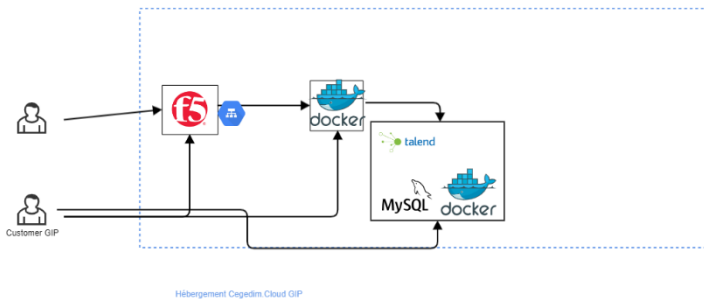 f5
docker
talend
MySQL
docker
Customer GIP
Hébergement Cegedim.Cloud GIP